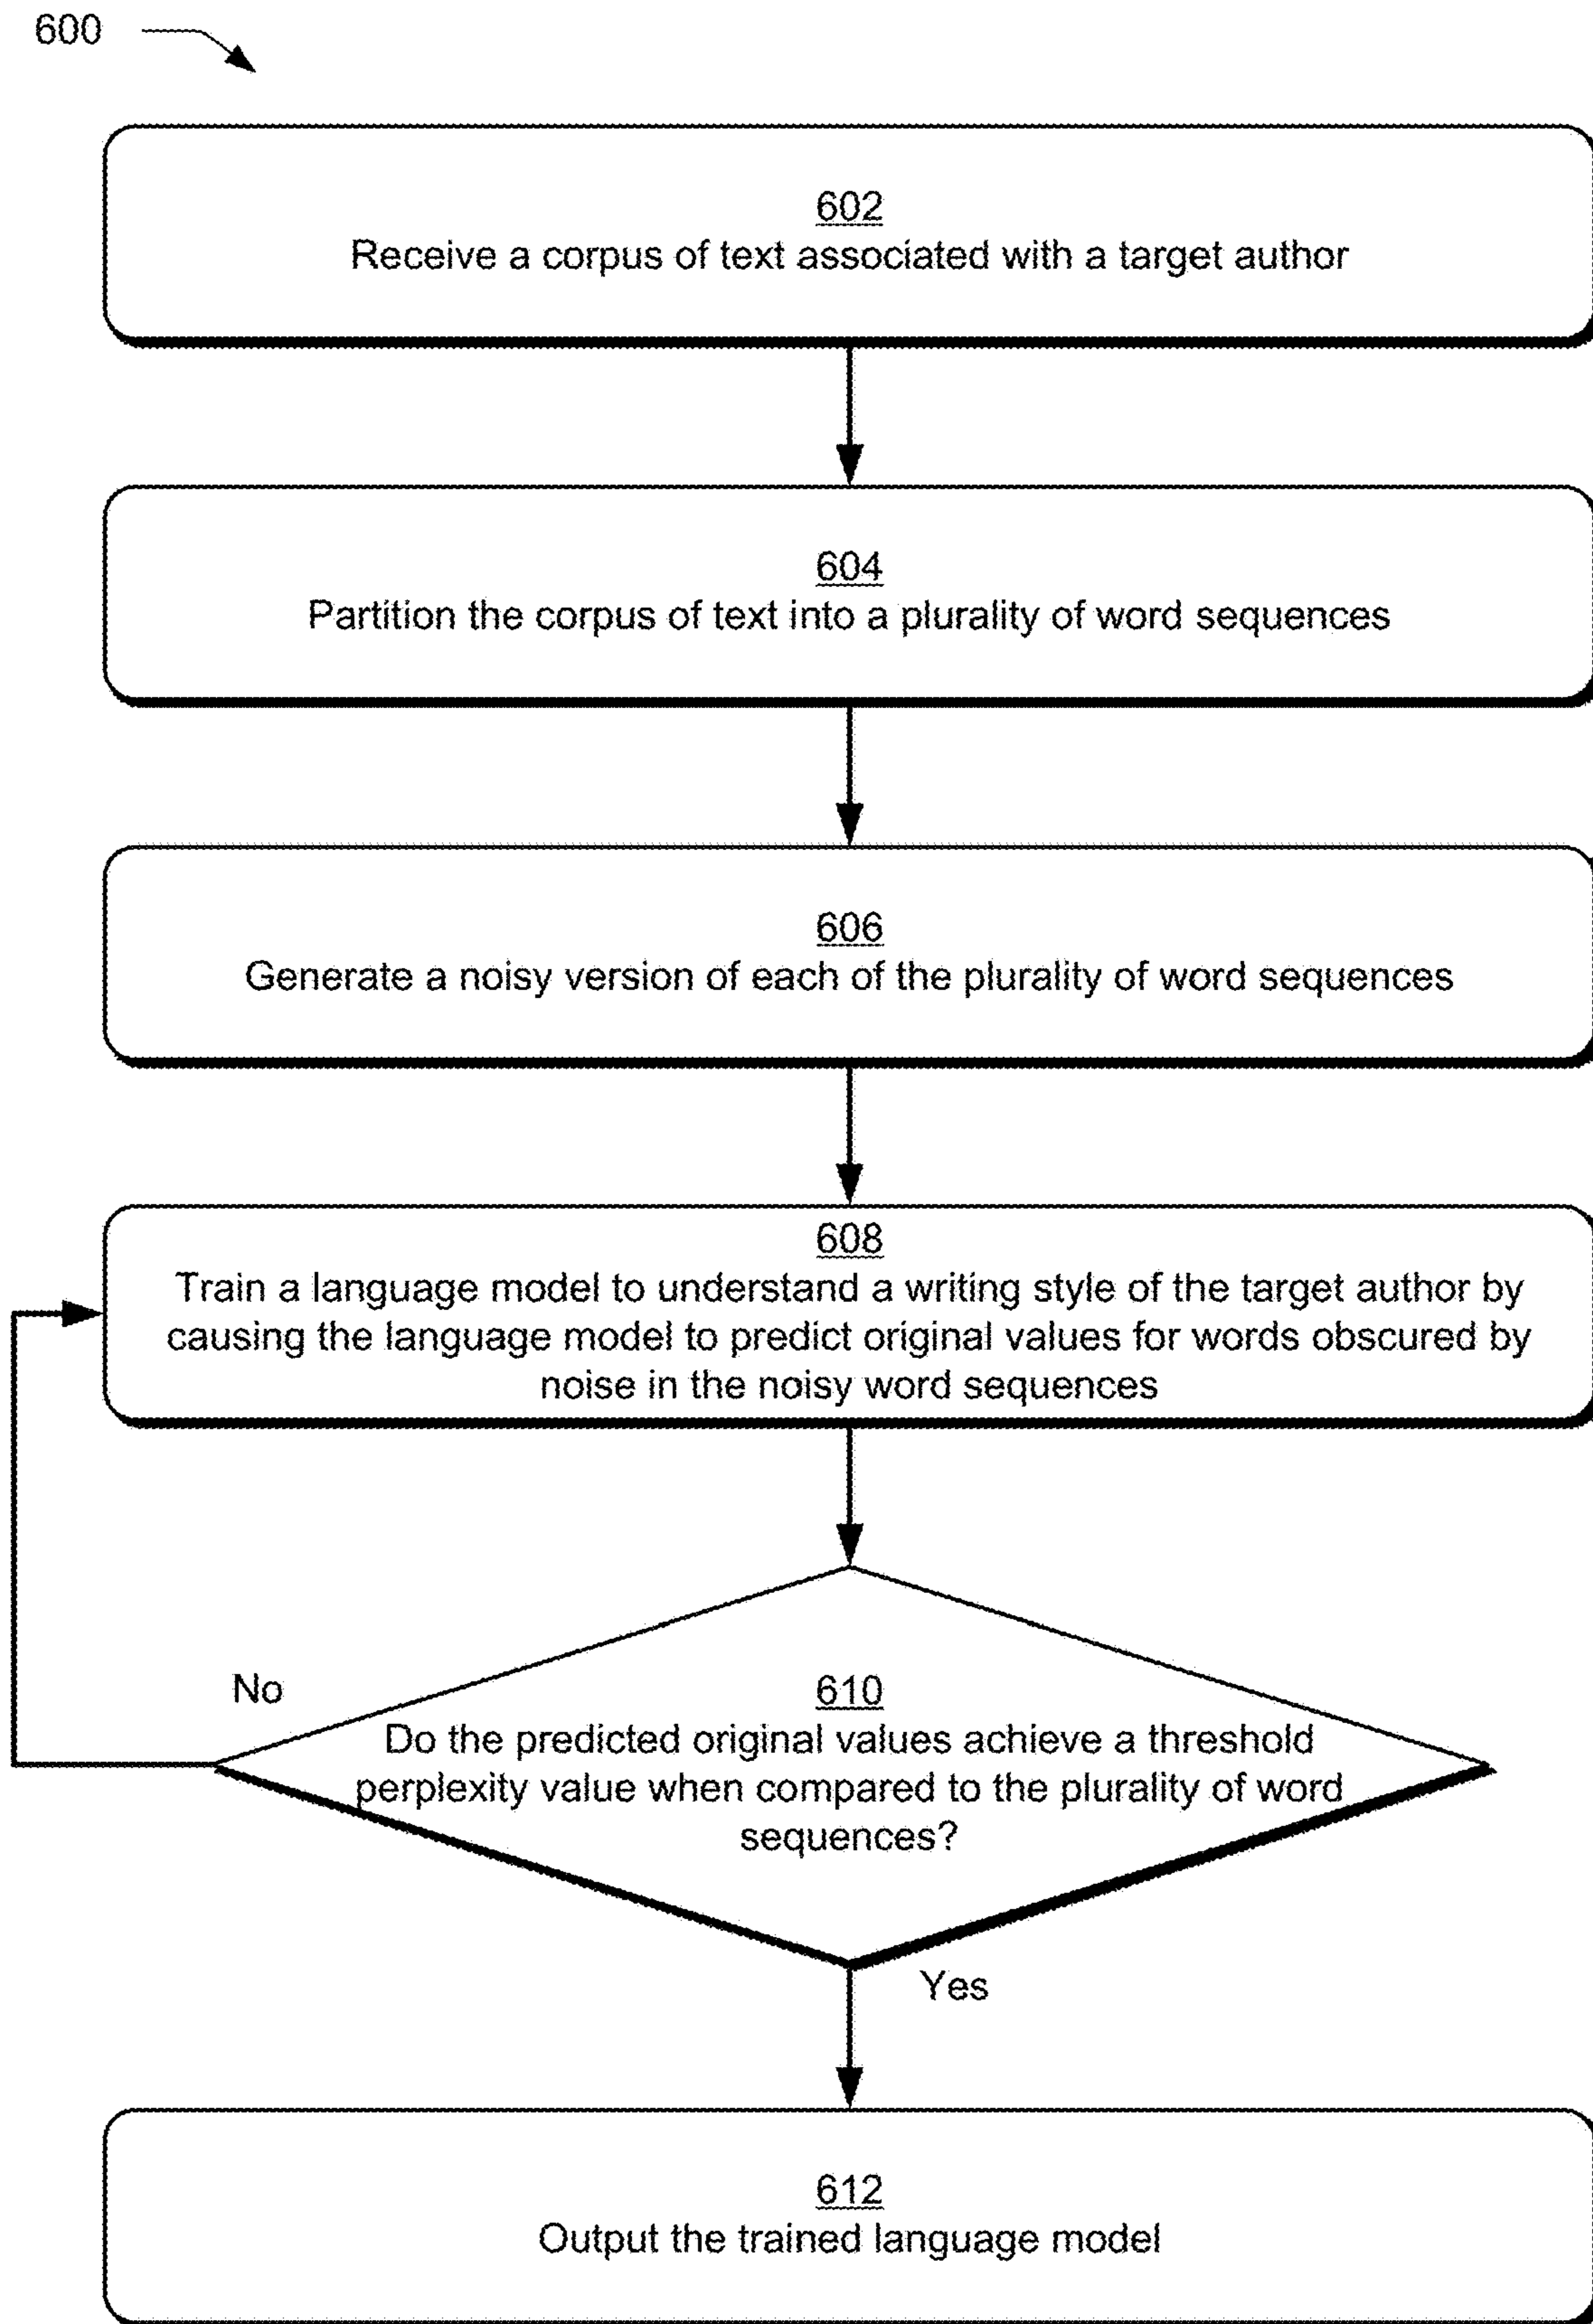 600
602
Receive a corpus of text associated with a target author
604
Partition the corpus of text into a plurality of word sequences
606
Generate a noisy version of each of the plurality of word sequences
608
Train a language model to understand a writing style of the target author by
causing the language model to predict original values for words obscured by
noise in the noisy word sequences
No
610
Do the predicted original values achieve a threshold
perplexity value when compared to the plurality of word
sequences?
Yes
612
Output the trained language model